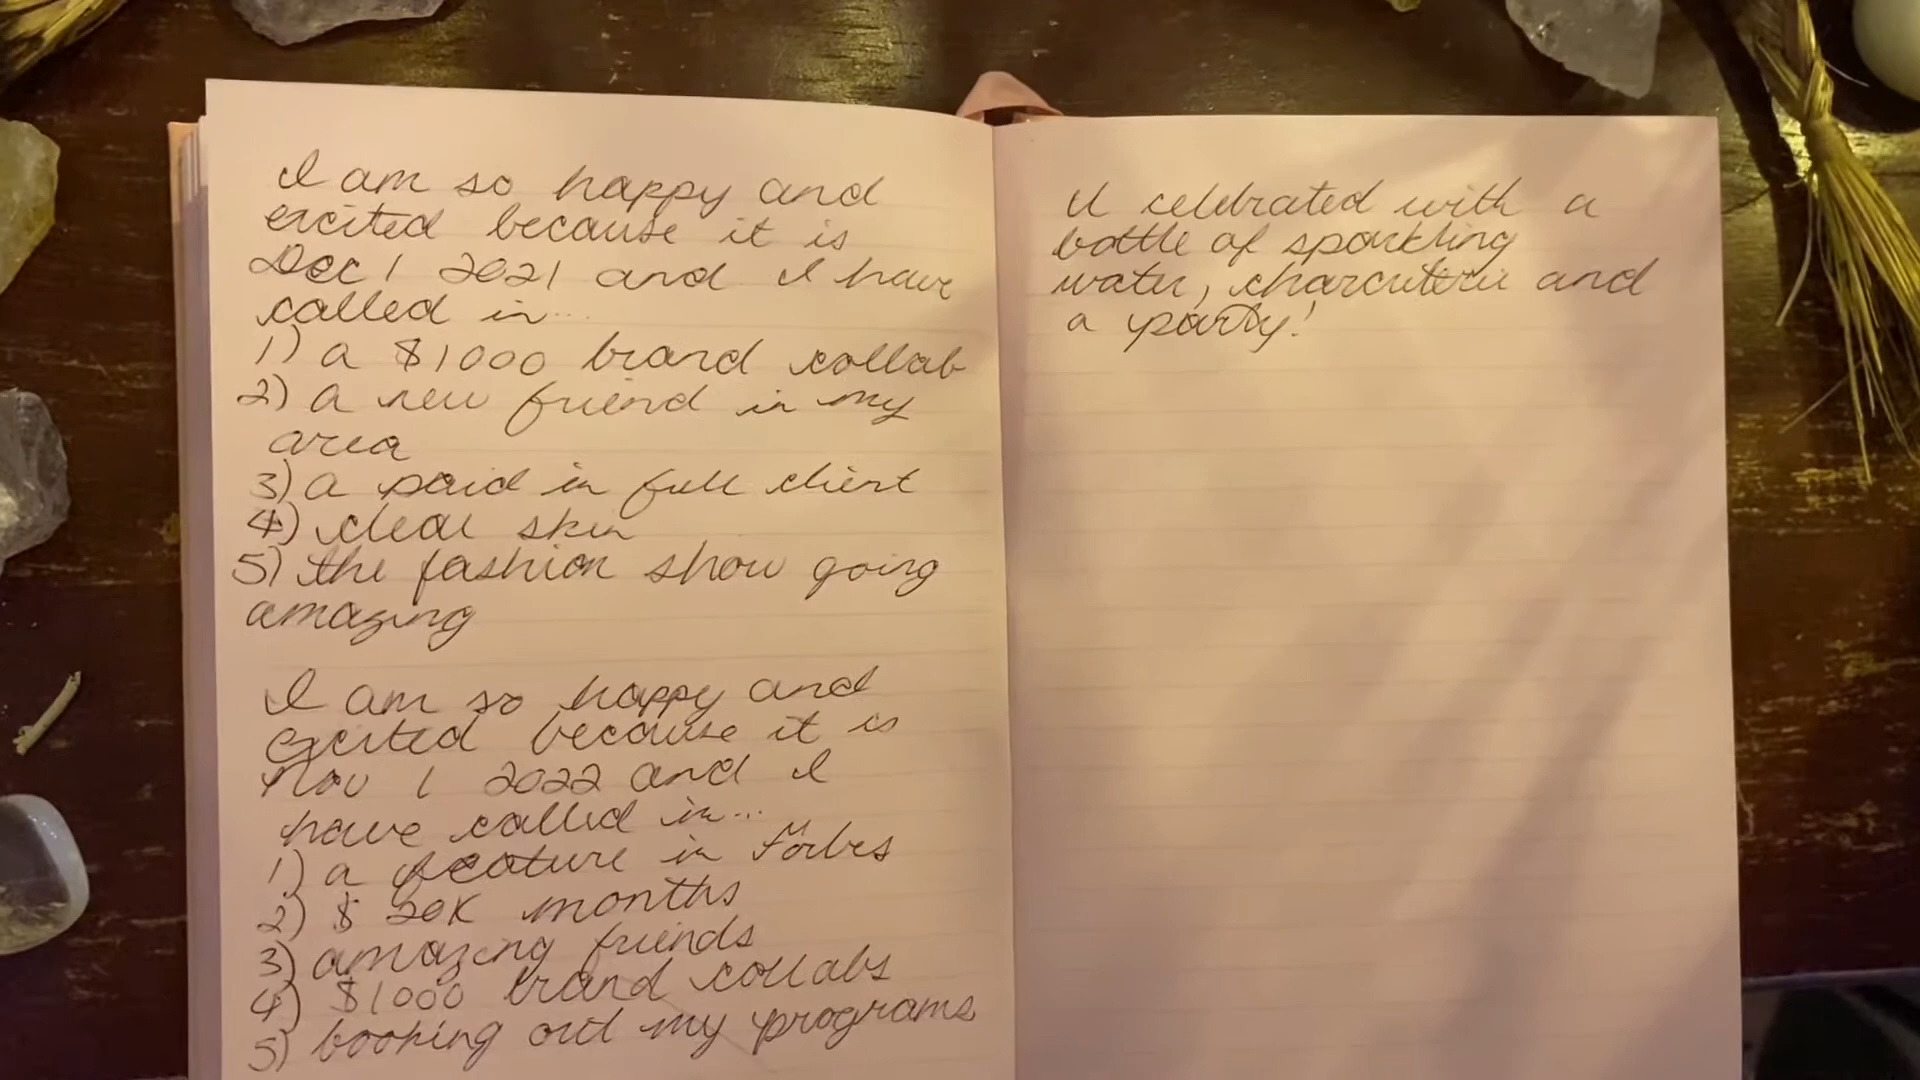 I am so happy and
excited because it is
Dec 1 2021 and I have
called in...
1) a $1000 brand collab
2) a new friend in my
area
3) a paid in full client
4) clear skin
5) the fashion show going
amazing
I am so happy and
excited because it is
Nov 1 2022 and I
have called in...
1) a feature in Forbes
2) $ 20K months
3) amazing friends
4) $1000 brand collabs
5) booking out my programs
I celebrated with a
bottle of sparkling
water, charcuterie and
a party!